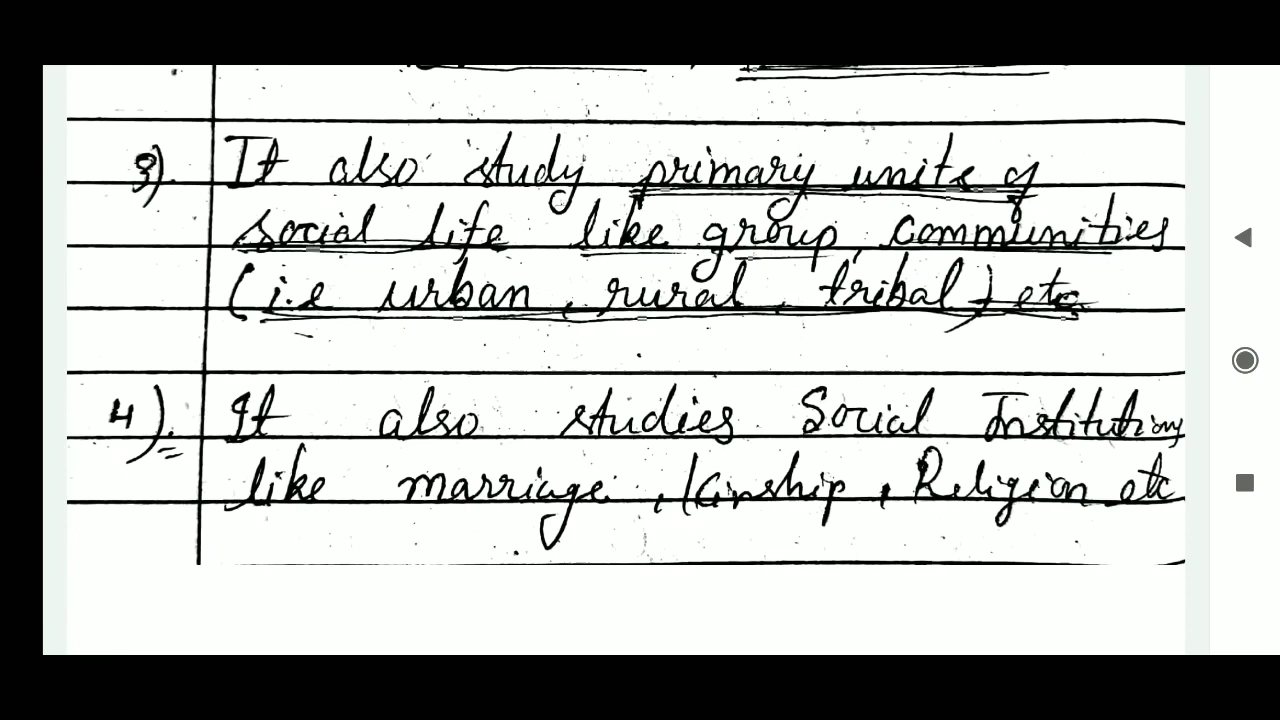 3). It also study primary units of
social life like group, communities
(i.e urban, rural, tribal) etc
4). It also studies Social Institutions
like marriage, Kinship, Religion etc